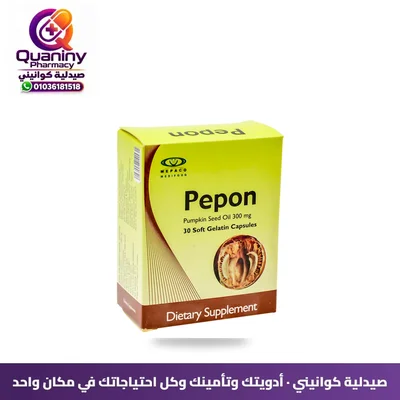 Quaniny
Pharmacy
صيدلية كوانيني
01036181518
Pepon
MEPACO
MEDIFOOD
Pepon
Pumpkin Seed Oil 300 mg
30 Soft Gelatin Capsules
Dietary Supplement
صيدلية كوانيني - أدويتك وتأمينك وكل احتياجاتك في مكان واحد